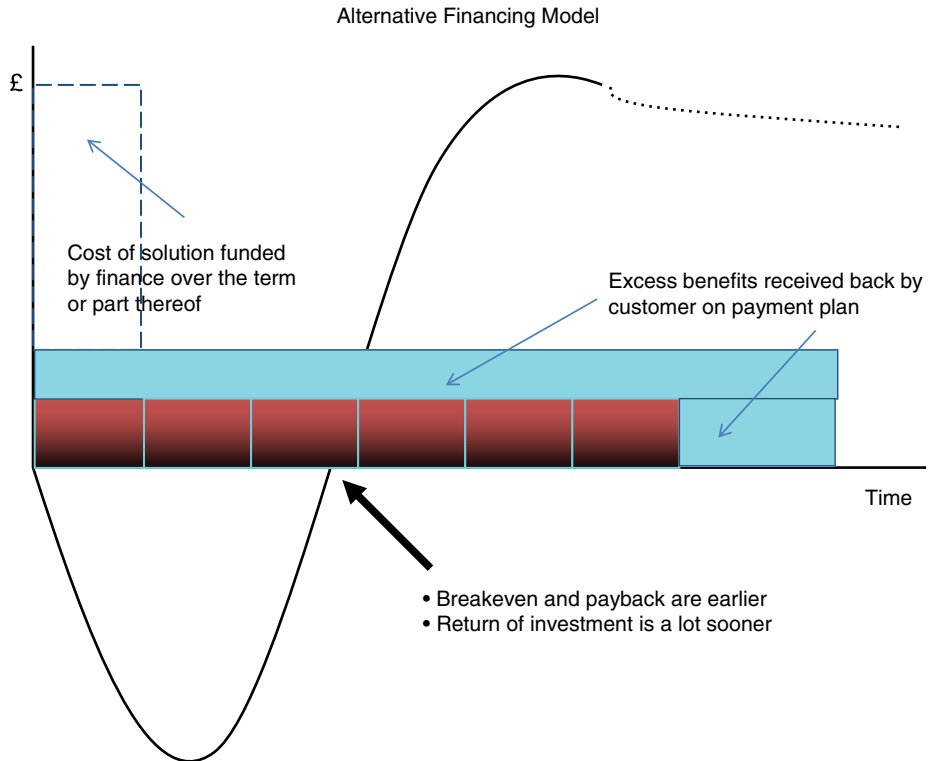 Alternative Financing Model
£
Cost of solution funded
by finance over the term
or part thereof
Excess benefits received back by
customer on payment plan
Time
• Breakeven and payback are earlier
• Return of investment is a lot sooner